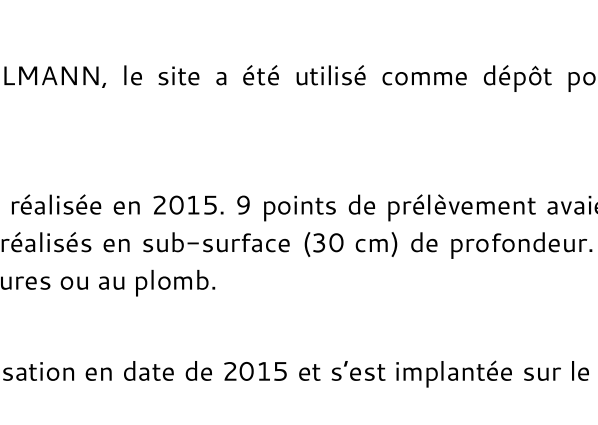 LMANN, le site a été utilisé comme dépôt po
réalisée en 2015. 9 points de prélèvement avaie
réalisés en sub-surface (30 cm) de profondeur.
ures ou au plomb.
sation en date de 2015 et s’est implantée sur le